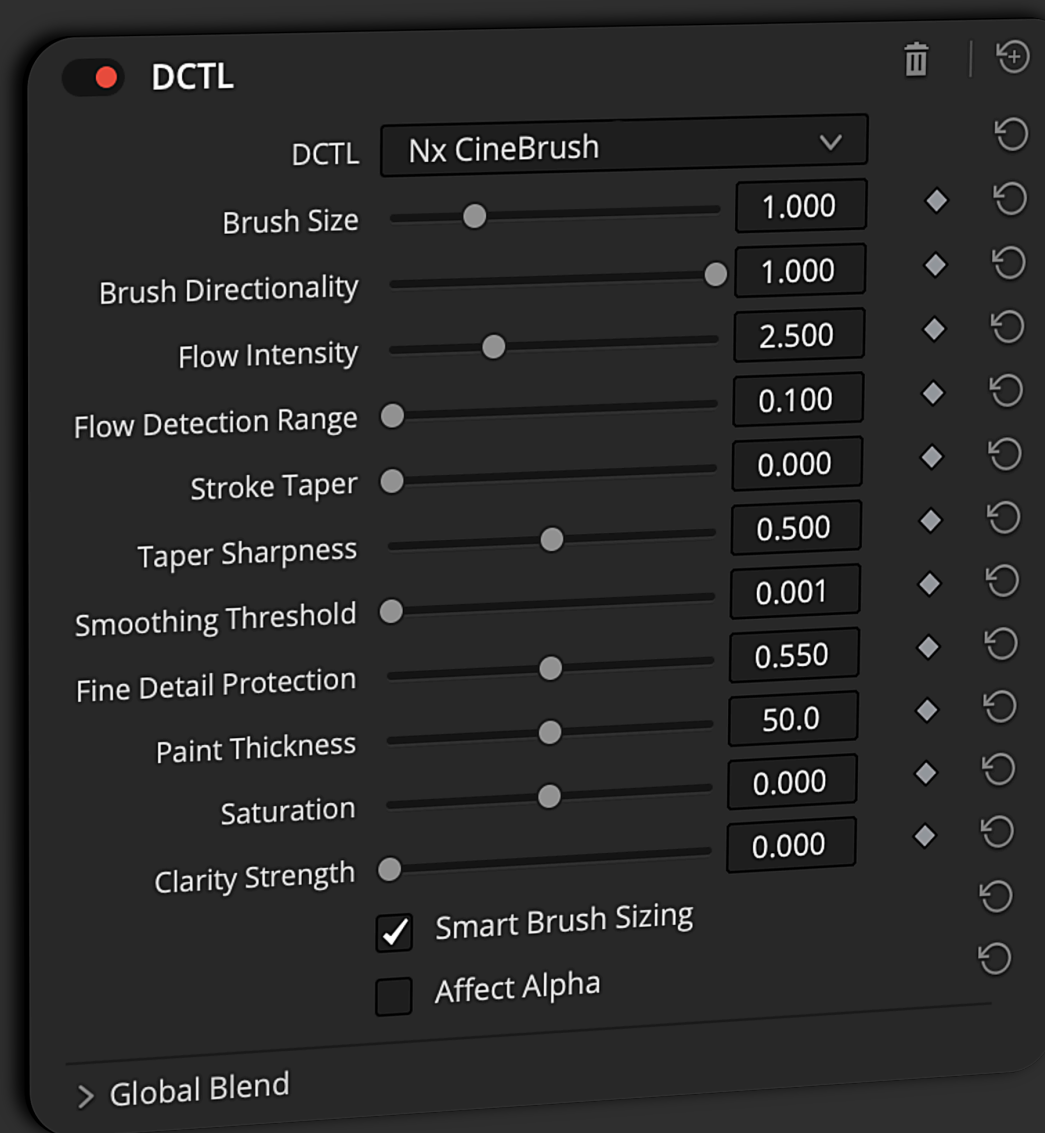 DCTL
DCTL Nx CineBrush
Brush Size 1.000
Brush Directionality 1.000
Flow Intensity 2.500
Flow Detection Range 0.100
Stroke Taper 0.000
Taper Sharpness 0.500
Smoothing Threshold 0.001
Fine Detail Protection 0.550
Paint Thickness 50.0
Saturation 0.000
Clarity Strength 0.000
Smart Brush Sizing
Affect Alpha
Global Blend